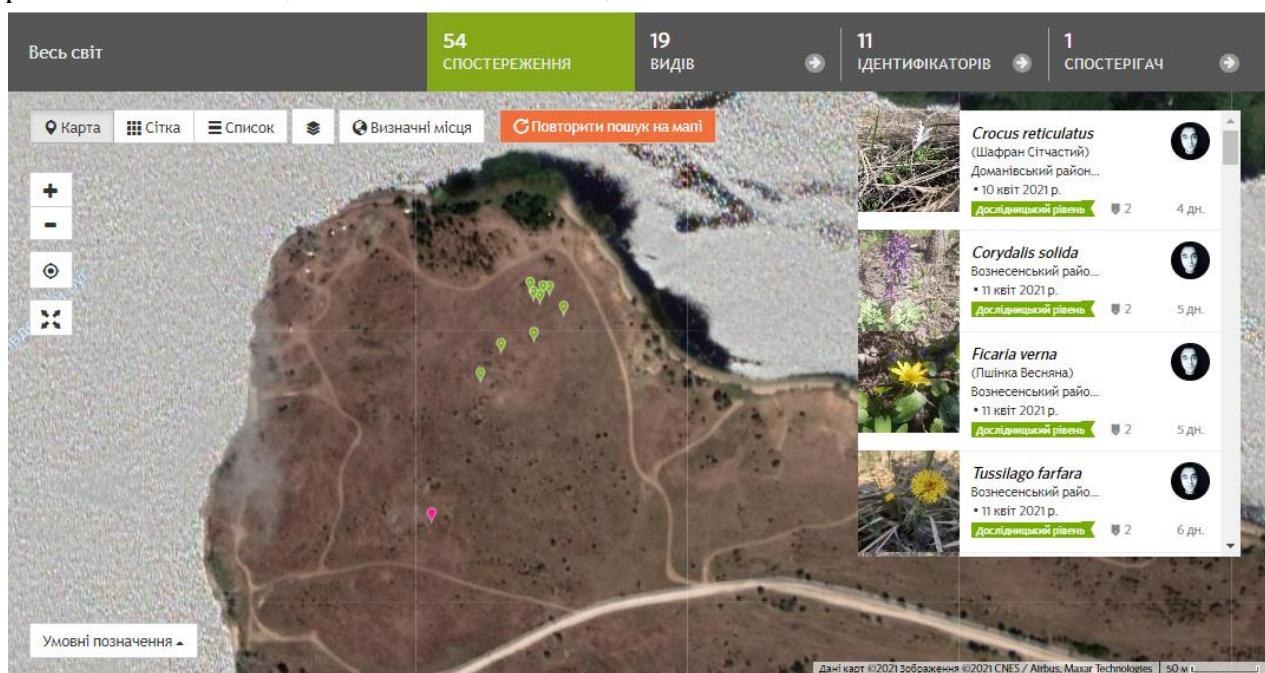 Весь світ
54
СПОСТЕРЕЖЕННЯ
19
ВИДІВ
11
ІДЕНТИФІКАТОРІВ
1
СПОСТЕРІГАЧ
Карта
Сітка
Список
Визначні місця
Повторити пошук на мапі
Crocus reticulatus
(Шафран Сітчастий)
Доманівський район...
• 10 квіт 2021 р.
Дослідницький рівень 2 4 дн.
Corydalis solida
Вознесенський райо...
• 11 квіт 2021 р.
Дослідницький рівень 2 5 дн.
Ficaria verna
(Пшінка Весняна)
Вознесенський райо...
• 11 квіт 2021 р.
Дослідницький рівень 2 5 дн.
Tussilago farfara
Вознесенський райо...
• 11 квіт 2021 р.
Дослідницький рівень 2 6 дн.
Умовні позначення
Дані карт ©2021 Зображення ©2021 CNES / Airbus, Maxar Technologies 50 м